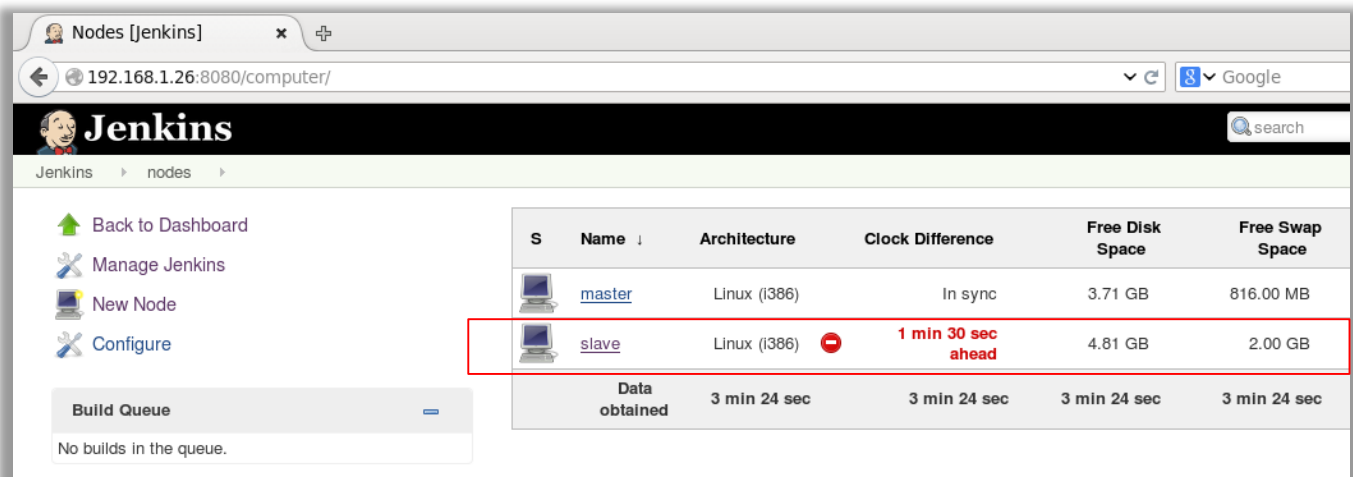 Nodes [Jenkins]
192.168.1.26:8080/computer/
8 Google
Jenkins
search
Jenkins nodes
Back to Dashboard
Manage Jenkins
New Node
Configure
Build Queue
No builds in the queue.
S Name ↓ Architecture Clock Difference Free Disk Space Free Swap Space
master Linux (i386) In sync 3.71 GB 816.00 MB
slave Linux (i386) 1 min 30 sec ahead 4.81 GB 2.00 GB
Data obtained 3 min 24 sec 3 min 24 sec 3 min 24 sec 3 min 24 sec